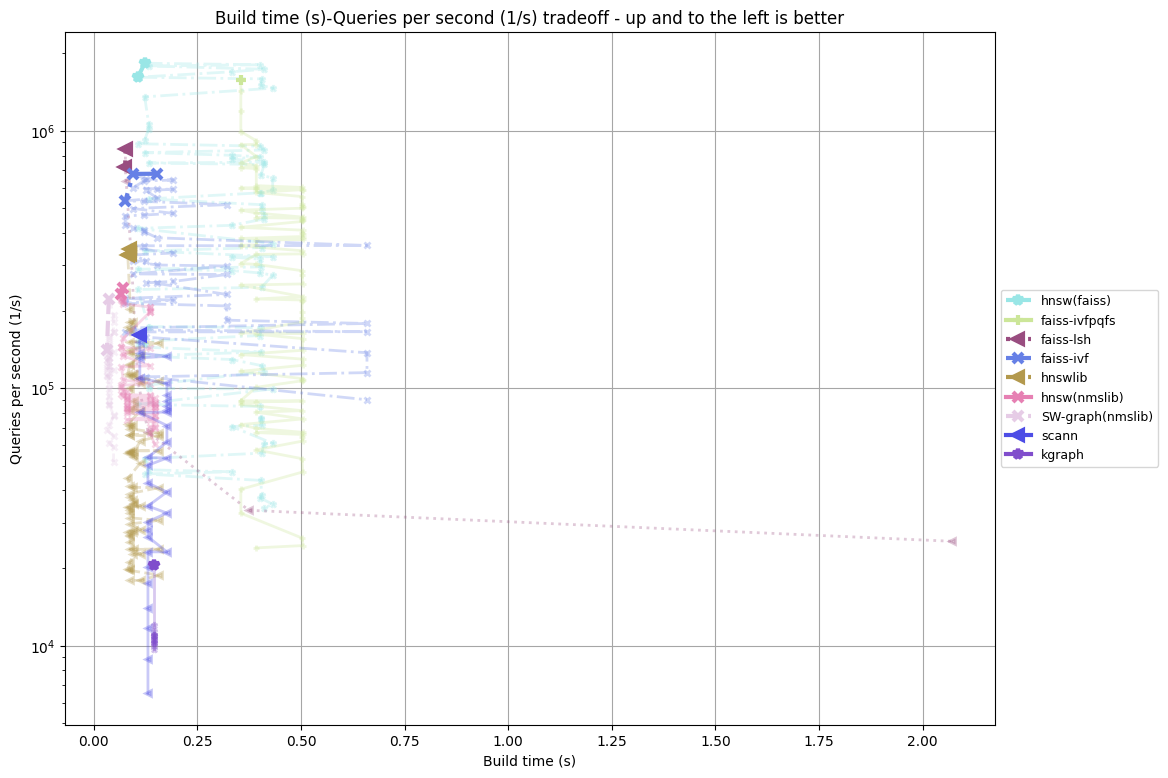 Build time (s)-Queries per second (1/s) tradeoff - up and to the left is better
Queries per second (1/s)
10^6
10^5
10^4
0.00 0.25 0.50 0.75 1.00 1.25 1.50 1.75 2.00
Build time (s)
hnsw(faiss)
faiss-ivfpqfs
faiss-lsh
faiss-ivf
hnswlib
hnsw(nmslib)
SW-graph(nmslib)
scann
kgraph